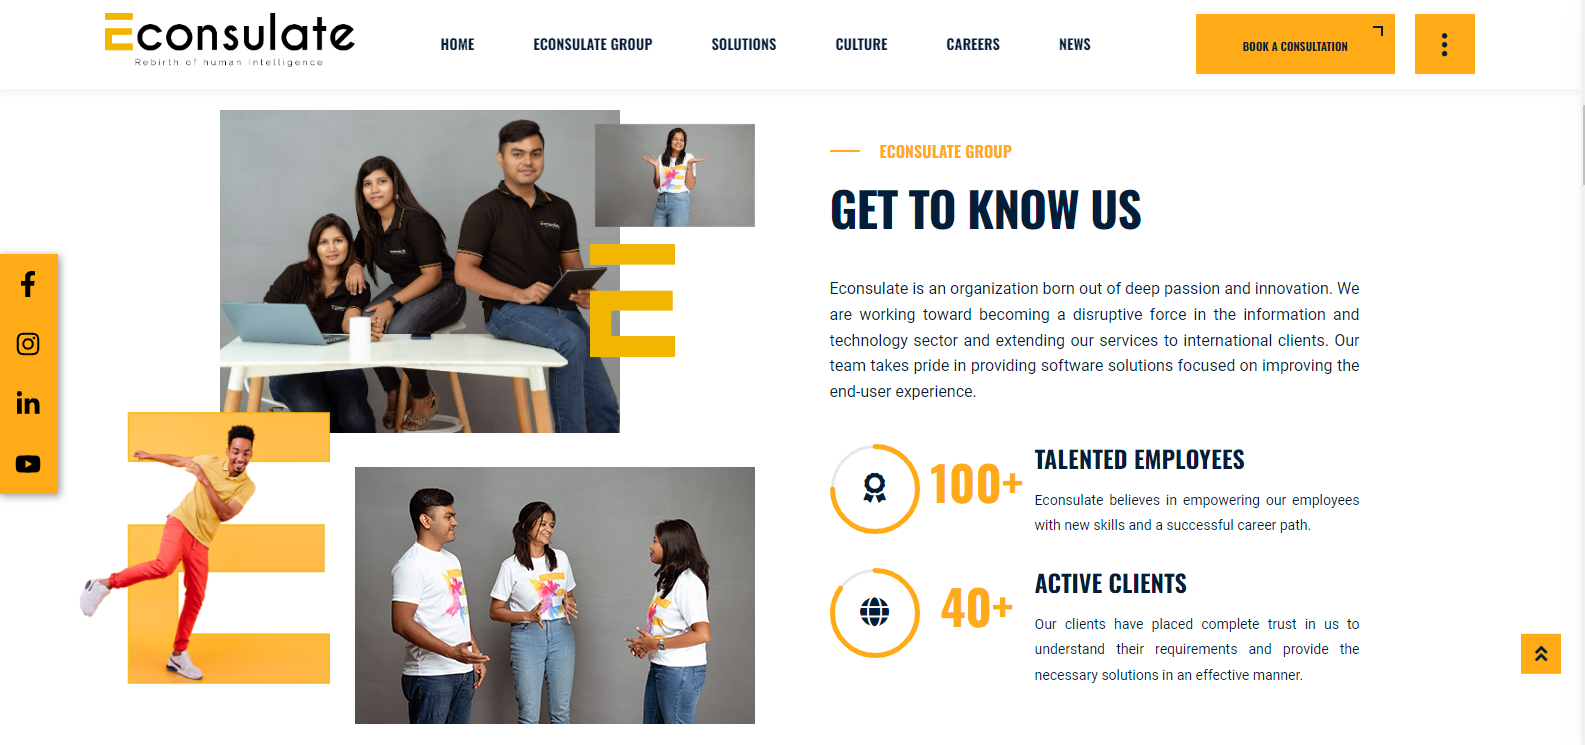 Econsulate
Rebirth of human Intelligence
HOME
ECONSULATE GROUP
SOLUTIONS
CULTURE
CAREERS
NEWS
BOOK A CONSULTATION
ECONSULATE GROUP
GET TO KNOW US
Econsulate is an organization born out of deep passion and innovation. We
are working toward becoming a disruptive force in the information and
technology sector and extending our services to international clients. Our
team takes pride in providing software solutions focused on improving the
end-user experience.
100+
TALENTED EMPLOYEES
Econsulate believes in empowering our employees
with new skills and a successful career path.
40+
ACTIVE CLIENTS
Our clients have placed complete trust in us to
understand their requirements and provide the
necessary solutions in an effective manner.